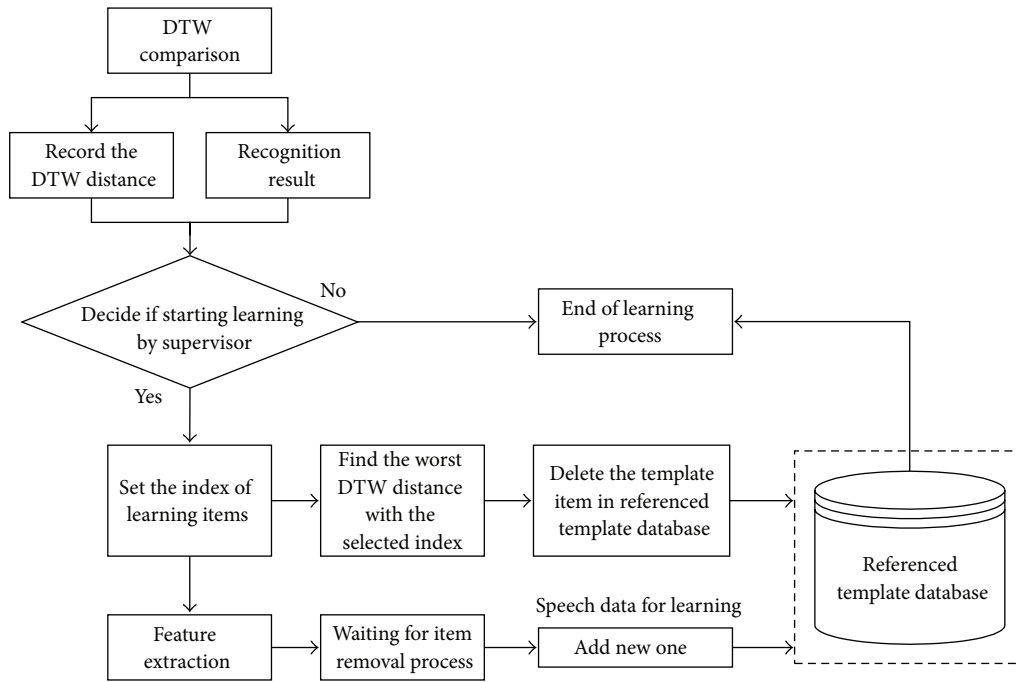 DTW
comparison
Record the
DTW distance
Recognition
result
Decide if starting learning
by supervisor
No
Yes
End of learning
process
Set the index of
learning items
Find the worst
DTW distance
with the
selected index
Delete the template
item in referenced
template database
Referenced
template database
Feature
extraction
Waiting for item
removal process
Speech data for learning
Add new one